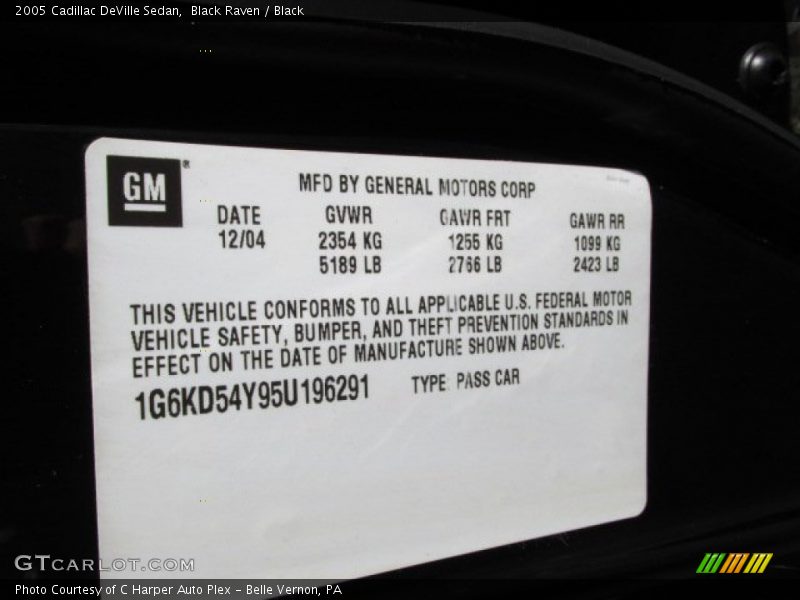 2005 Cadillac DeVille Sedan,  Black Raven / Black
GM®
MFD BY GENERAL MOTORS CORP
DATE GVWR GAWR FRT GAWR RR
12/04 2354 KG 1255 KG 1099 KG
5189 LB 2766 LB 2423 LB
THIS VEHICLE CONFORMS TO ALL APPLICABLE U.S. FEDERAL MOTOR
VEHICLE SAFETY, BUMPER, AND THEFT PREVENTION STANDARDS IN
EFFECT ON THE DATE OF MANUFACTURE SHOWN ABOVE.
1G6KD54Y95U196291 TYPE: PASS CAR
GTCARLOT.COM
Photo Courtesy of C Harper Auto Plex - Belle Vernon, PA